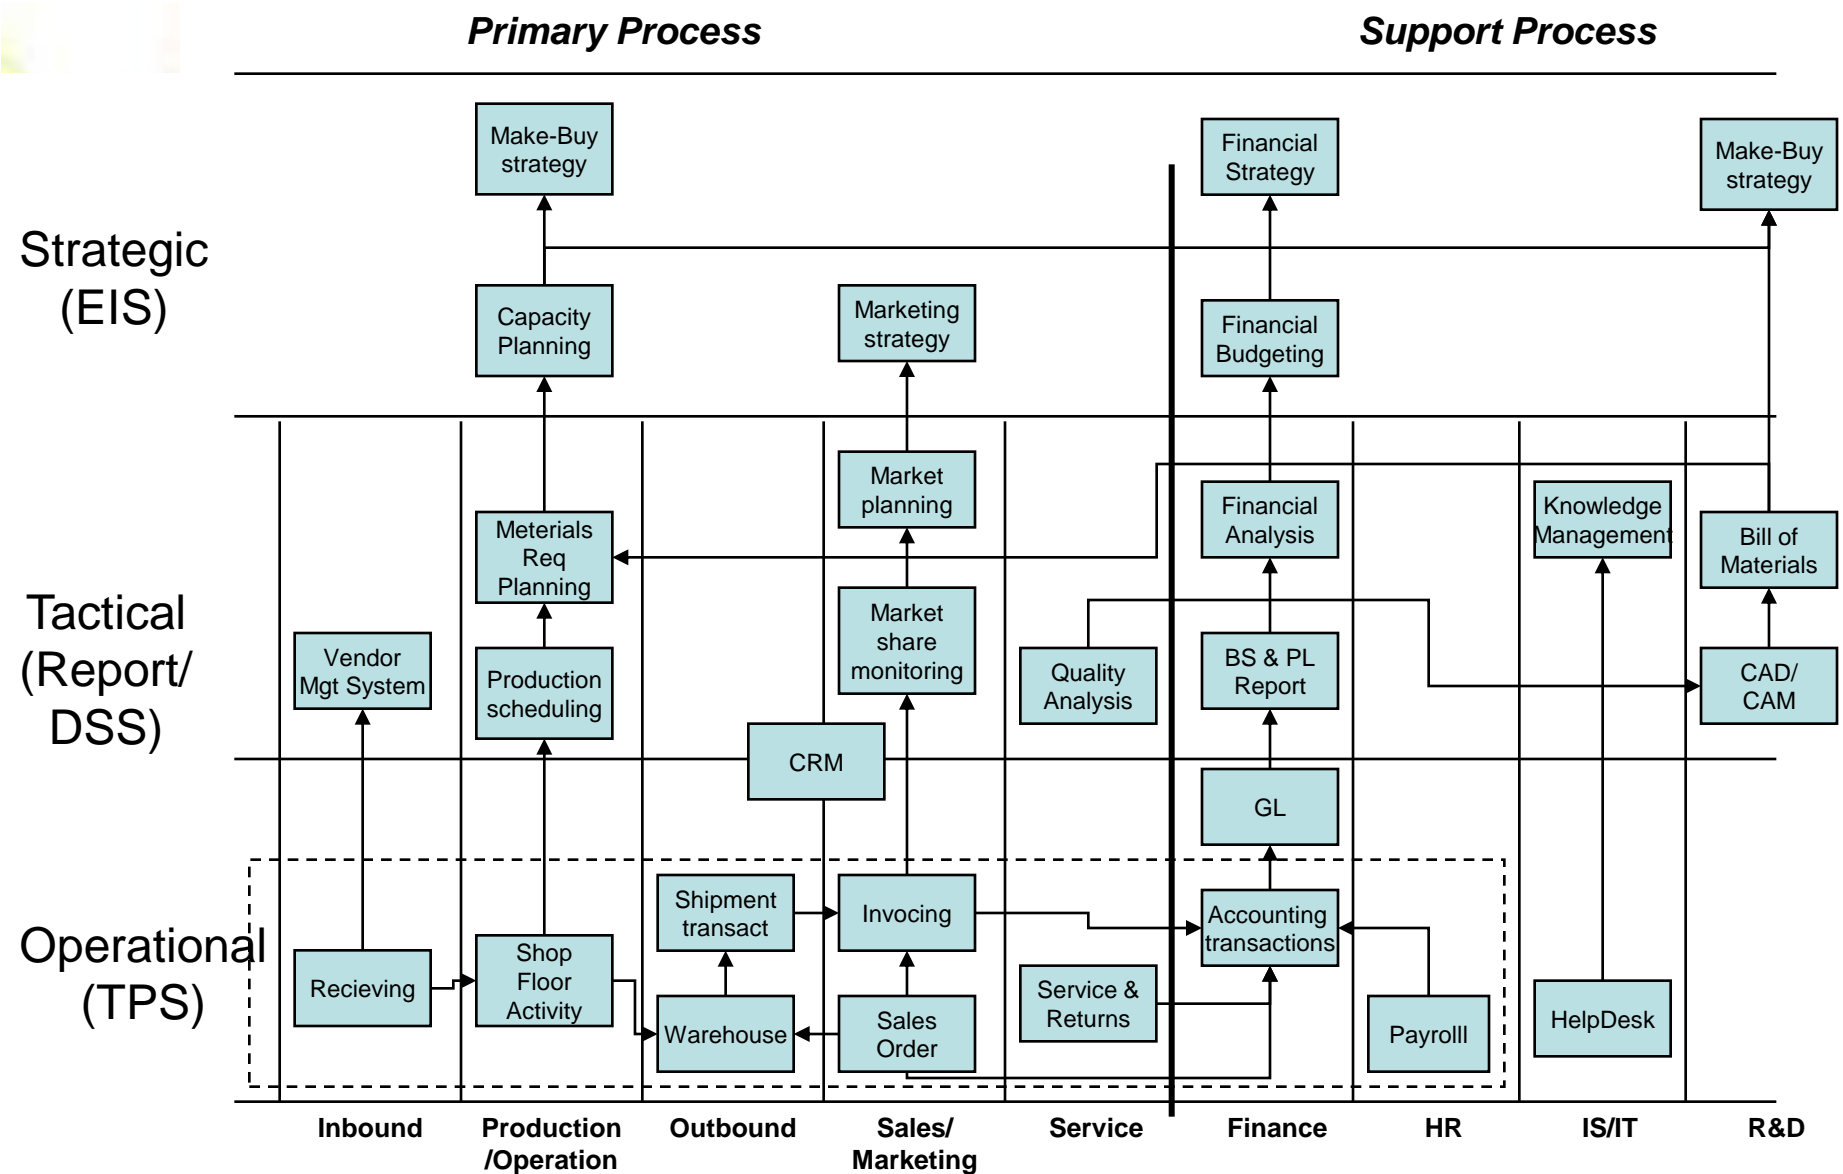 Primary Process
Support Process
Make-Buy
strategy
Financial
Strategy
Make-Buy
strategy
Strategic
(EIS)
Capacity
Planning
Marketing
strategy
Financial
Budgeting
Market
planning
Meterials
Req
Planning
Financial
Analysis
Knowledge
Management
Bill of
Materials
Tactical
(Report/
DSS)
Vendor
Mgt System
Production
scheduling
Market
share
monitoring
Quality
Analysis
BS & PL
Report
CAD/
CAM
CRM
GL
Operational
(TPS)
Recieving
Shop
Floor
Activity
Shipment
transact
Invocing
Accounting
transactions
Warehouse
Sales
Order
Service &
Returns
Payrolll
HelpDesk
Inbound
Production
/Operation
Outbound
Sales/
Marketing
Service
Finance
HR
IS/IT
R&D